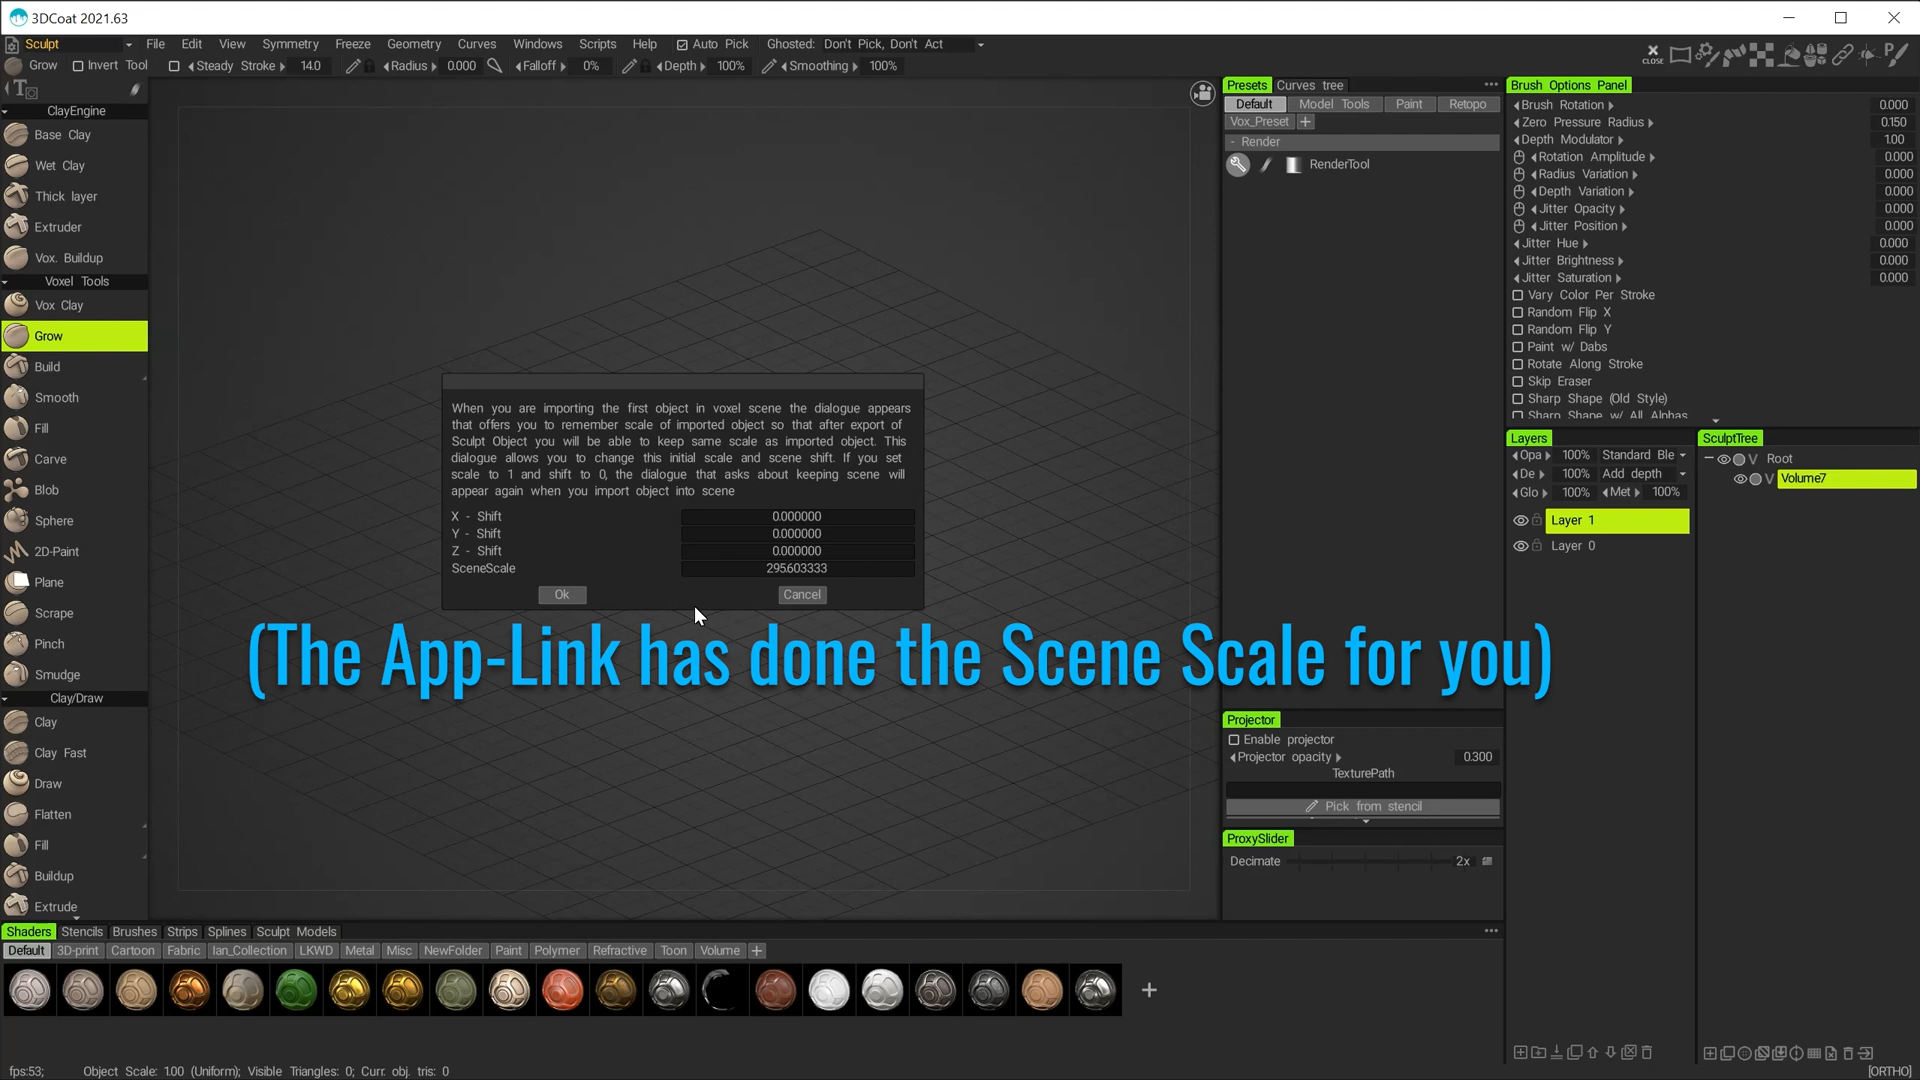 3DCoat 2021.63
Sculpt File Edit View Symmetry Freeze Geometry Curves Windows Scripts Help Auto Pick Ghosted: Don't Pick, Don't Act
CLOSE
Grow Invert Tool Steady Stroke 14.0 Radius 0.000 Falloff 0% Depth 100% Smoothing 100%
ClayEngine
Base Clay
Wet Clay
Thick layer
Extruder
Vox. Buildup
Voxel Tools
Vox Clay
Grow
Build
Smooth
Fill
Carve
Blob
Sphere
2D-Paint
Plane
Scrape
Pinch
Smudge
Clay/Draw
Clay
Clay Fast
Draw
Flatten
Fill
Buildup
Extrude
When you are importing the first object in voxel scene the dialogue appears
that offers you to remember scale of imported object so that after export of
Sculpt Object you will be able to keep same scale as imported object. This
dialogue allows you to change this initial scale and scene shift. If you set
scale to 1 and shift to 0, the dialogue that asks about keeping scene will
appear again when you import object into scene
X - Shift 0.000000
Y - Shift 0.000000
Z - Shift 0.000000
SceneScale 295.603333
Ok Cancel
(The App-Link has done the Scene Scale for you)
Presets Curves tree
Default Model Tools Paint Retopo
Vox_Preset +
- Render
RenderTool
Projector
Enable projector
Projector opacity 0.300
TexturePath
Pick from stencil
ProxySlider
Decimate 2x
Brush Options Panel
Brush Rotation 0.000
Zero Pressure Radius 0.150
Depth Modulator 1.00
Rotation Amplitude 0.000
Radius Variation 0.000
Depth Variation 0.000
Jitter Opacity 0.000
Jitter Position 0.000
Jitter Hue 0.000
Jitter Brightness 0.000
Jitter Saturation 0.000
Vary Color Per Stroke
Random Flip X
Random Flip Y
Paint w/ Dabs
Rotate Along Stroke
Skip Eraser
Sharp Shape (Old Style)
Sharp Shape w/ All Alphas
Layers
Opa 100% Standard Ble
De 100% Add depth
Glo 100% Met 100%
Layer 1
Layer 0
SculptTree
Root
V Volume7
Shaders Stencils Brushes Strips Splines Sculpt Models
Default 3D-print Cartoon Fabric Ian_Collection LKWD Metal Misc NewFolder Paint Polymer Refractive Toon Volume +
+
fps:53; Object Scale: 1.00 (Uniform); Visible Triangles: 0; Curr. obj. tris: 0
[ORTHO]